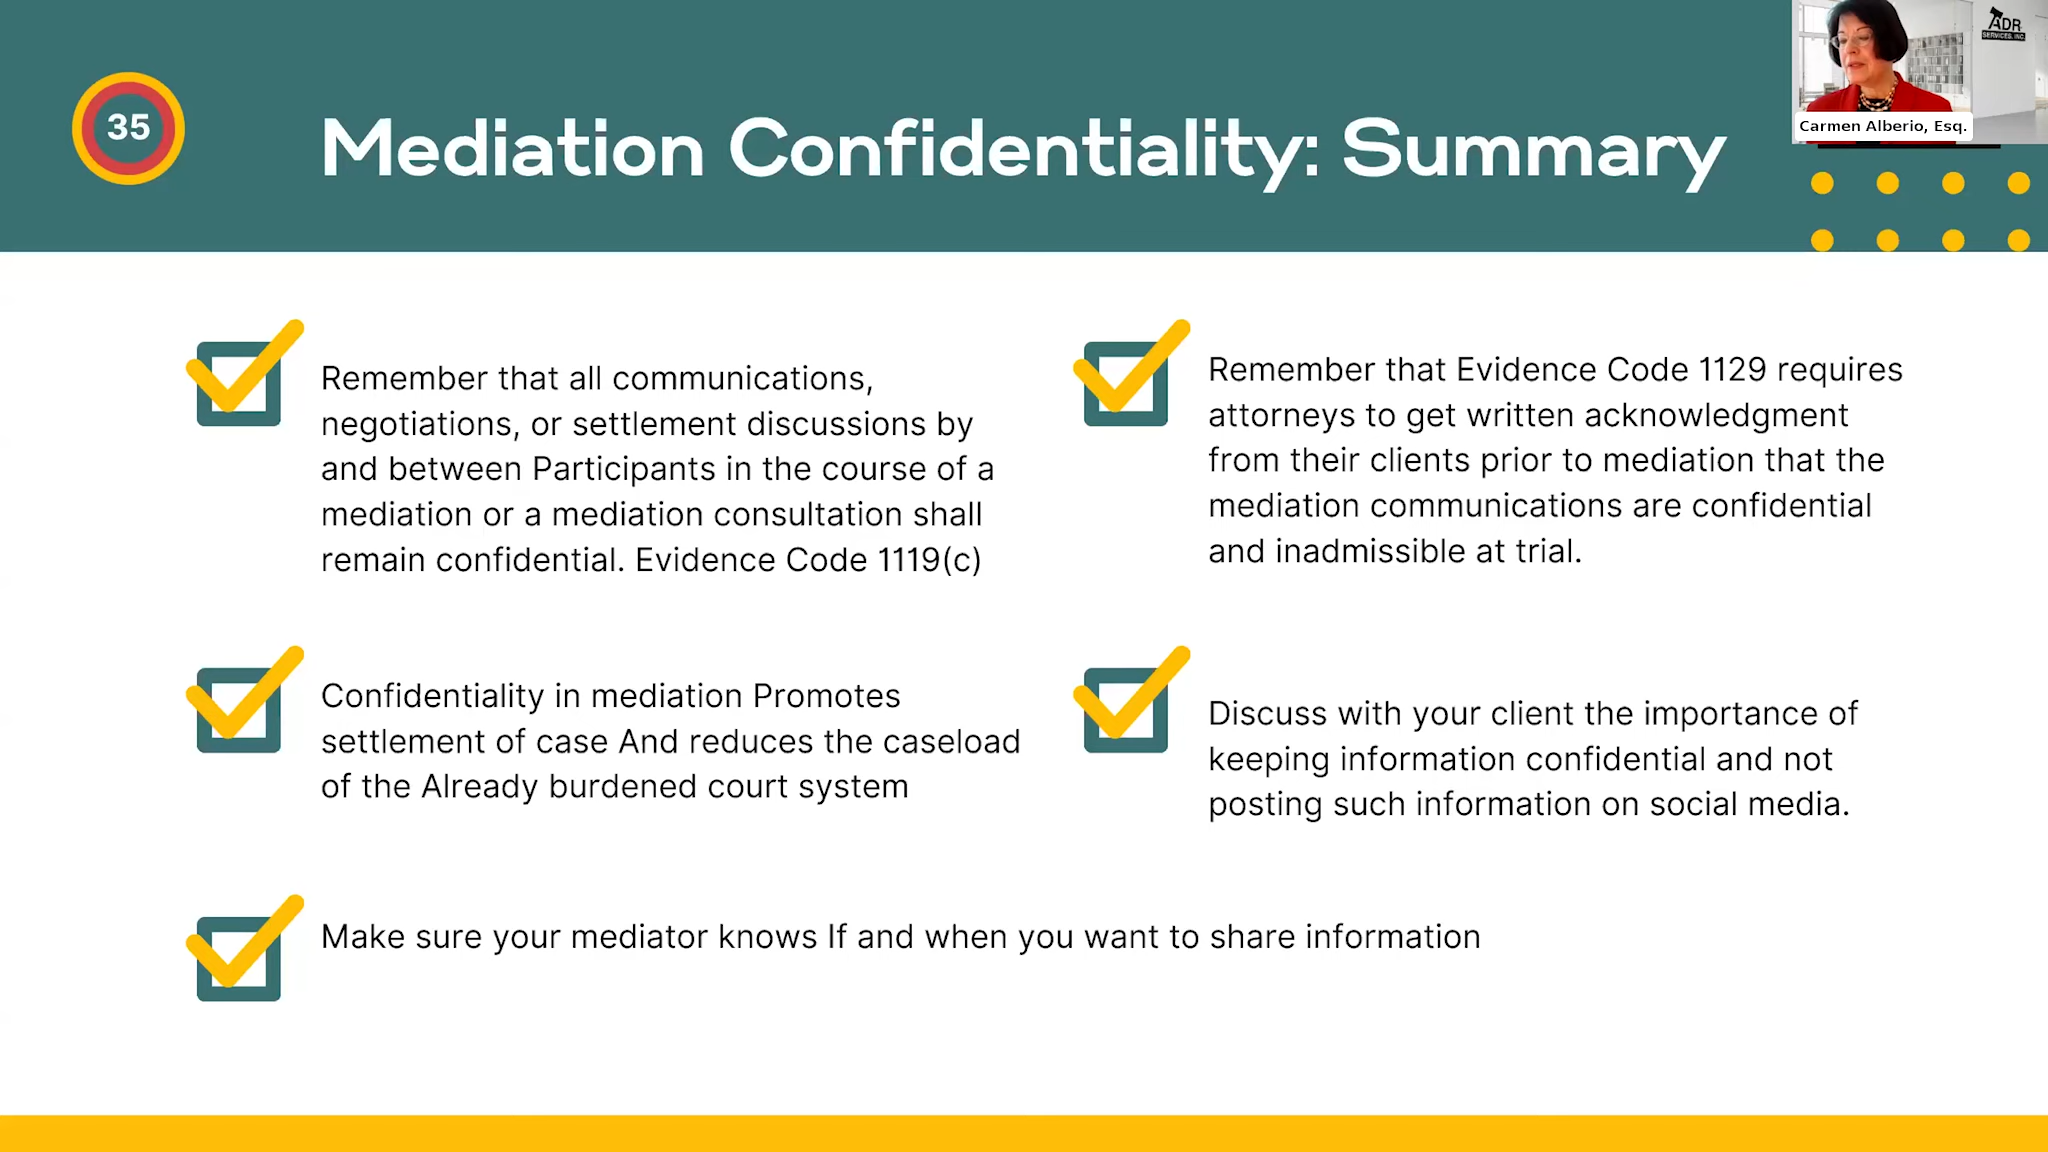 35
Mediation Confidentiality: Summary
ADR
SERVICES, INC.
Carmen Alberio, Esq.
Remember that all communications,
negotiations, or settlement discussions by
and between Participants in the course of a
mediation or a mediation consultation shall
remain confidential. Evidence Code 1119(c)
Remember that Evidence Code 1129 requires
attorneys to get written acknowledgment
from their clients prior to mediation that the
mediation communications are confidential
and inadmissible at trial.
Confidentiality in mediation Promotes
settlement of case And reduces the caseload
of the Already burdened court system
Discuss with your client the importance of
keeping information confidential and not
posting such information on social media.
Make sure your mediator knows If and when you want to share information